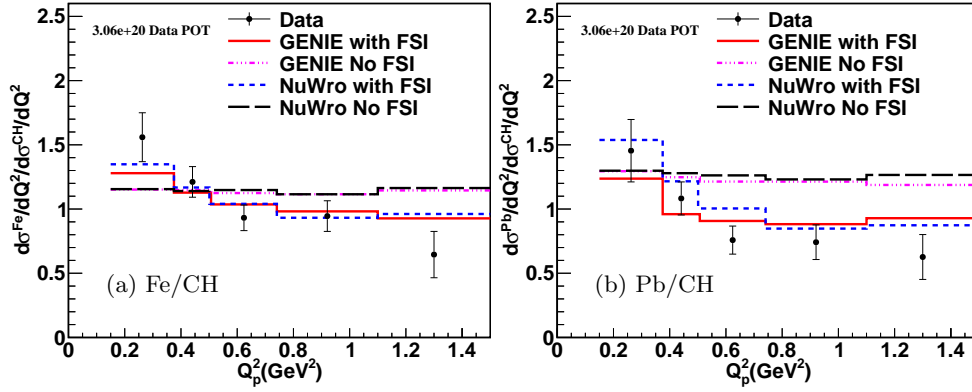 3.06e+20 Data POT
Data
GENIE with FSI
GENIE No FSI
NuWro with FSI
NuWro No FSI
dσ^Fe/dQ²/dσ^CH/dQ²
2.5
2
1.5
1
0.5
0
(a) Fe/CH
0 0.2 0.4 0.6 0.8 1 1.2 1.4
Q²p(GeV²)
3.06e+20 Data POT
Data
GENIE with FSI
GENIE No FSI
NuWro with FSI
NuWro No FSI
dσ^Pb/dQ²/dσ^CH/dQ²
2.5
2
1.5
1
0.5
0
(b) Pb/CH
0 0.2 0.4 0.6 0.8 1 1.2 1.4
Q²p(GeV²)